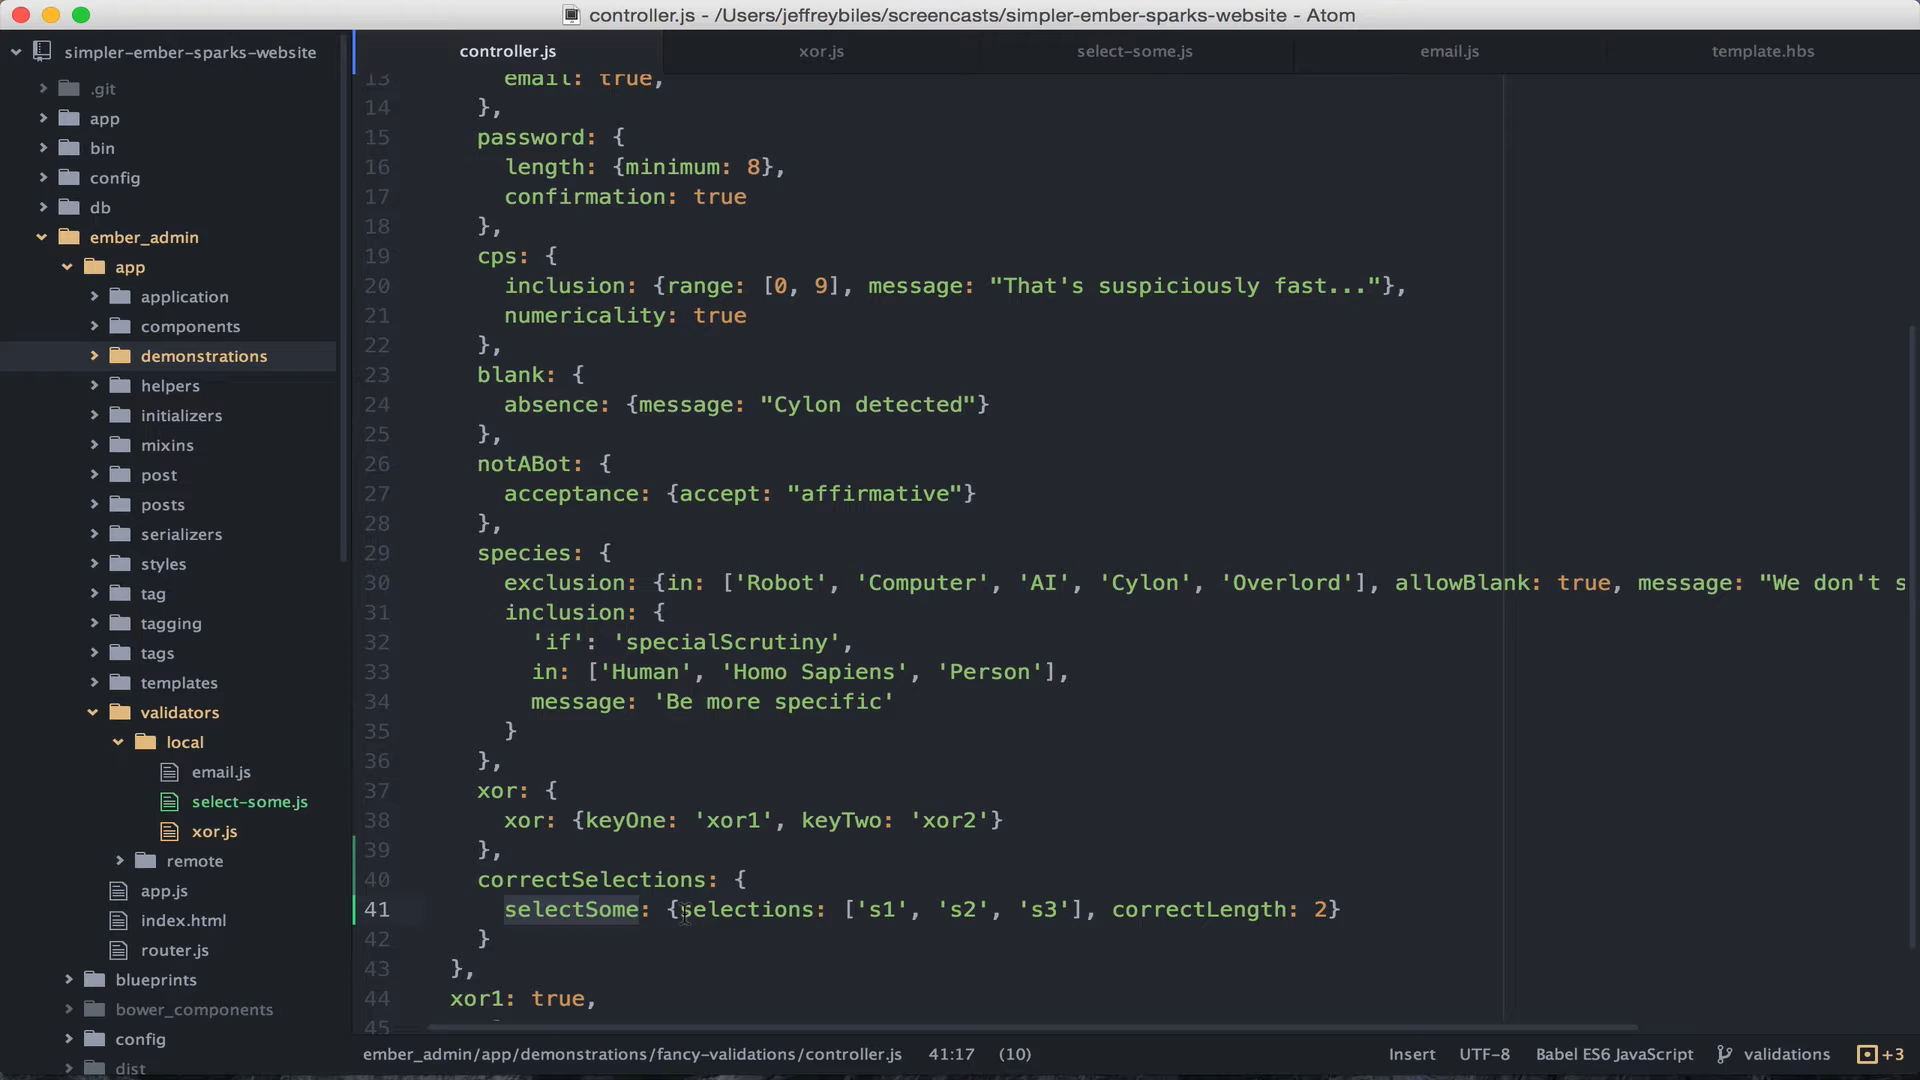 controller.js - /Users/jeffreybiles/screencasts/simpler-ember-sparks-website - Atom
simpler-ember-sparks-website
.git
app
bin
config
db
ember_admin
app
application
components
demonstrations
helpers
initializers
mixins
post
posts
serializers
styles
tag
tagging
tags
templates
validators
local
email.js
select-some.js
xor.js
remote
app.js
index.html
router.js
blueprints
bower_components
config
dist
controller.js xor.js select-some.js email.js template.hbs
13 email: true,
14 },
15 password: {
16 length: {minimum: 8},
17 confirmation: true
18 },
19 cps: {
20 inclusion: {range: [0, 9], message: "That's suspiciously fast..."},
21 numericality: true
22 },
23 blank: {
24 absence: {message: "Cylon detected"}
25 },
26 notABot: {
27 acceptance: {accept: "affirmative"}
28 },
29 species: {
30 exclusion: {in: ['Robot', 'Computer', 'AI', 'Cylon', 'Overlord'], allowBlank: true, message: "We don't s
31 inclusion: {
32 'if': 'specialScrutiny',
33 in: ['Human', 'Homo Sapiens', 'Person'],
34 message: 'Be more specific'
35 }
36 },
37 xor: {
38 xor: {keyOne: 'xor1', keyTwo: 'xor2'}
39 },
40 correctSelections: {
41 selectSome: {selections: ['s1', 's2', 's3'], correctLength: 2}
42 }
43 },
44 xor1: true,
45
ember_admin/app/demonstrations/fancy-validations/controller.js 41:17 (10) Insert UTF-8 Babel ES6 JavaScript validations +3